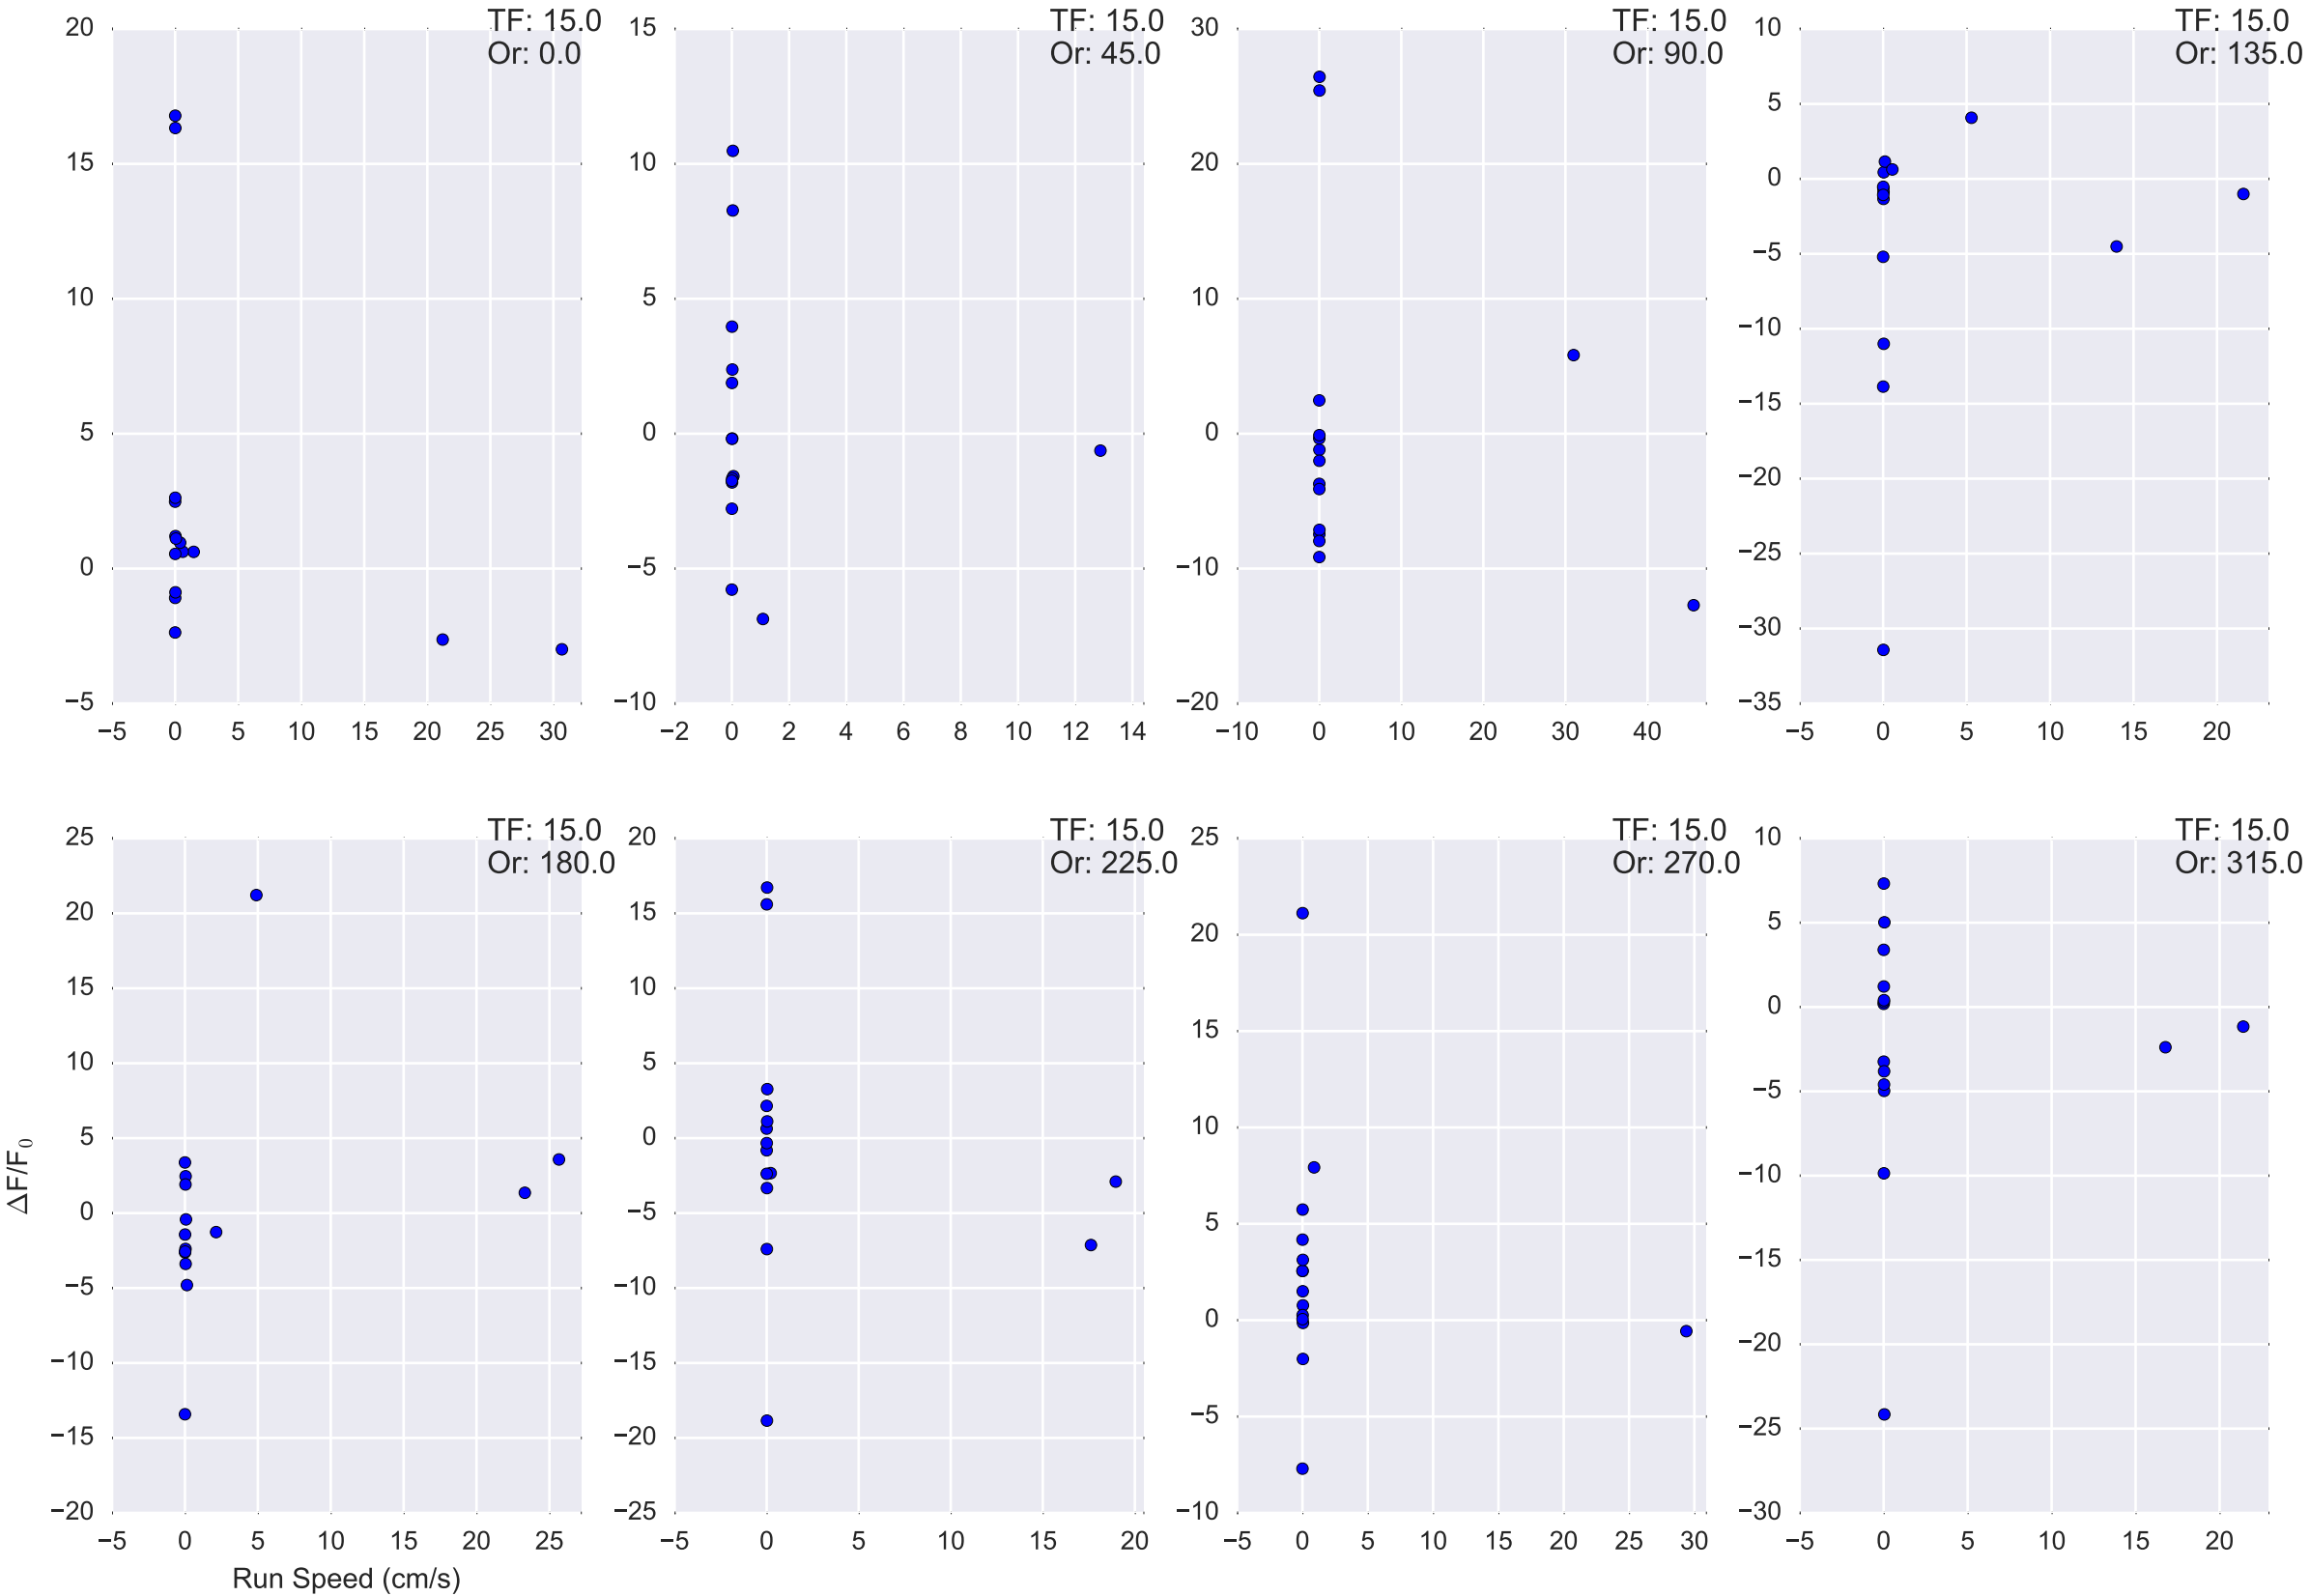 TF: 15.0
Or: 0.0
20
15
10
5
0
−5
−5 0 5 10 15 20 25 30
TF: 15.0
Or: 45.0
15
10
5
0
−5
−10
−2 0 2 4 6 8 10 12 14
TF: 15.0
Or: 90.0
30
20
10
0
−10
−20
−10 0 10 20 30 40
TF: 15.0
Or: 135.0
10
5
0
−5
−10
−15
−20
−25
−30
−35
−5 0 5 10 15 20
TF: 15.0
Or: 180.0
25
20
15
10
5
0
−5
−10
−15
−20
−5 0 5 10 15 20 25
ΔF/F₀
Run Speed (cm/s)
TF: 15.0
Or: 225.0
20
15
10
5
0
−5
−10
−15
−20
−25
−5 0 5 10 15 20
TF: 15.0
Or: 270.0
25
20
15
10
5
0
−5
−10
−5 0 5 10 15 20 25 30
TF: 15.0
Or: 315.0
10
5
0
−5
−10
−15
−20
−25
−30
−5 0 5 10 15 20